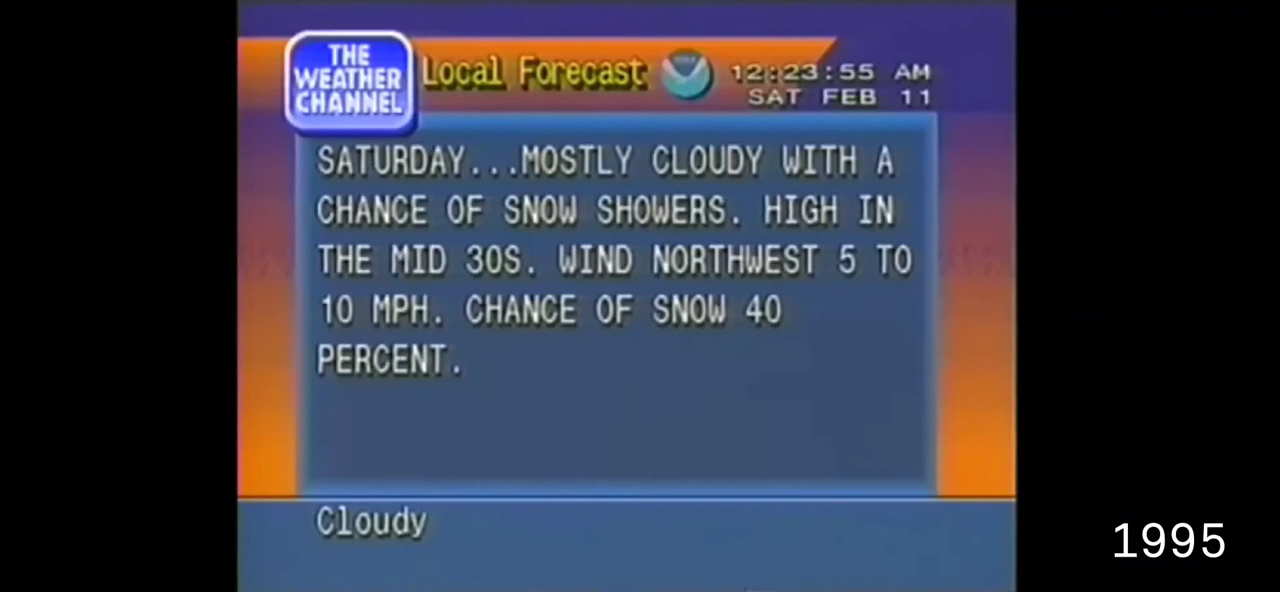 THE
WEATHER
CHANNEL
Local Forecast
12:23:55 AM
SAT FEB 11
SATURDAY...MOSTLY CLOUDY WITH A
CHANCE OF SNOW SHOWERS. HIGH IN
THE MID 30S. WIND NORTHWEST 5 TO
10 MPH. CHANCE OF SNOW 40
PERCENT.
Cloudy
1995